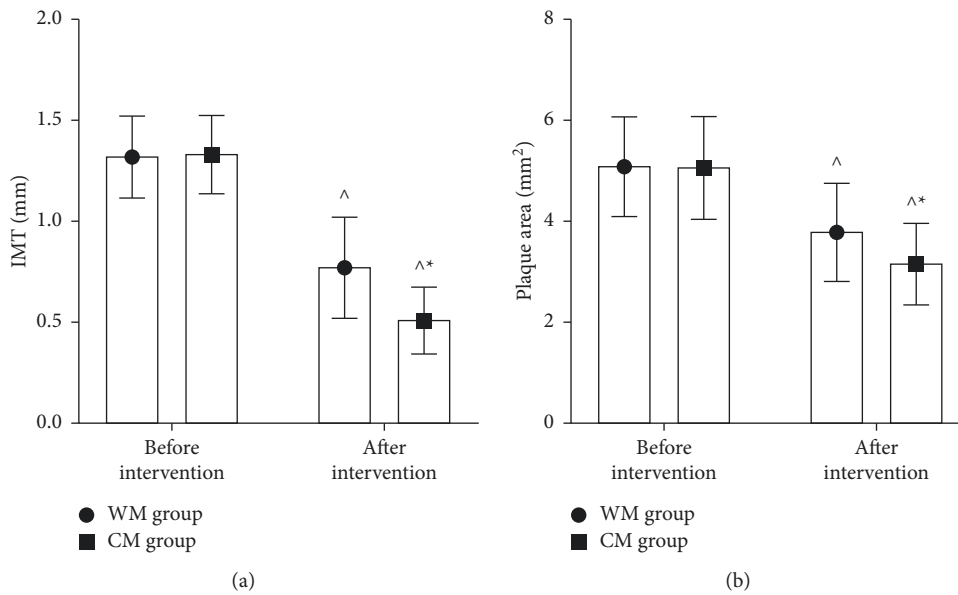 2.0
1.5
1.0
0.5
0.0
IMT (mm)
^
^*
Before
intervention
After
intervention
WM group
CM group
(a)
8
6
4
2
0
Plaque area (mm²)
^
^*
Before
intervention
After
intervention
WM group
CM group
(b)